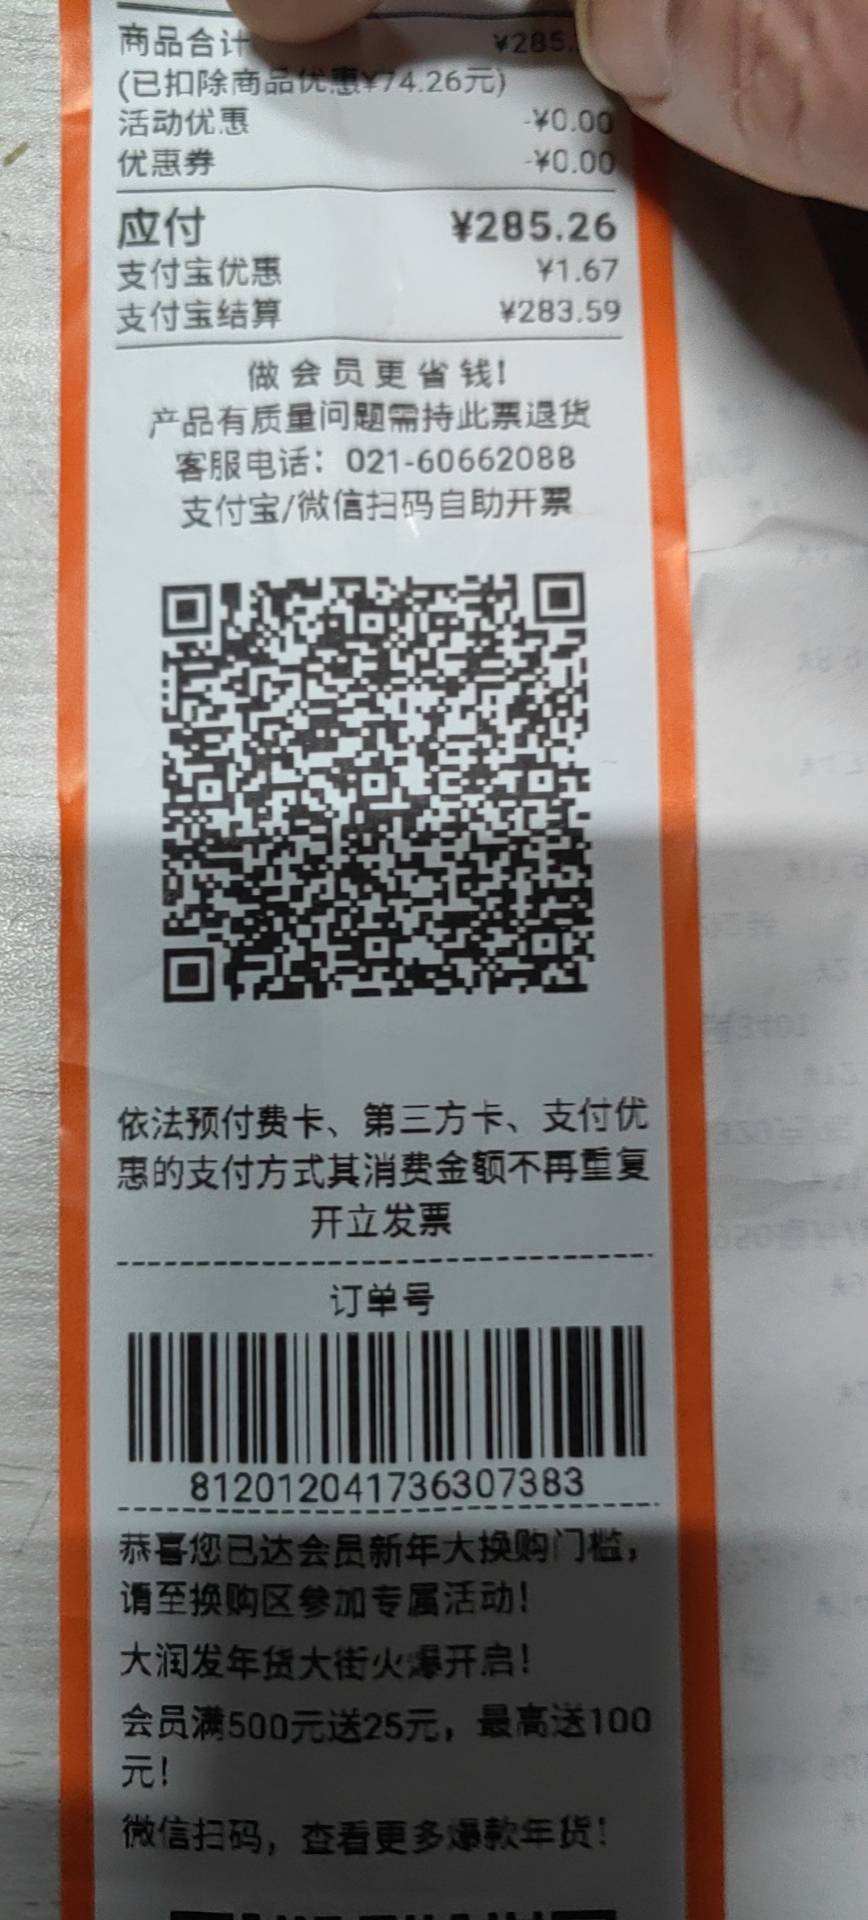 商品合计 ¥285.
(已扣除商品优惠¥74.26元)
活动优惠 -¥0.00
优惠券 -¥0.00
应付 ¥285.26
支付宝优惠 ¥1.67
支付宝结算 ¥283.59
做会员更省钱!
产品有质量问题需持此票退货
客服电话：021-60662088
支付宝/微信扫码自助开票
依法预付费卡、第三方卡、支付优
惠的支付方式其消费金额不再重复
开立发票
订单号
812012041736307383
恭喜您已达会员新年大换购门槛，
请至换购区参加专属活动!
大润发年货大街火爆开启!
会员满500元送25元，最高送100
元!
微信扫码，查看更多爆款年货!